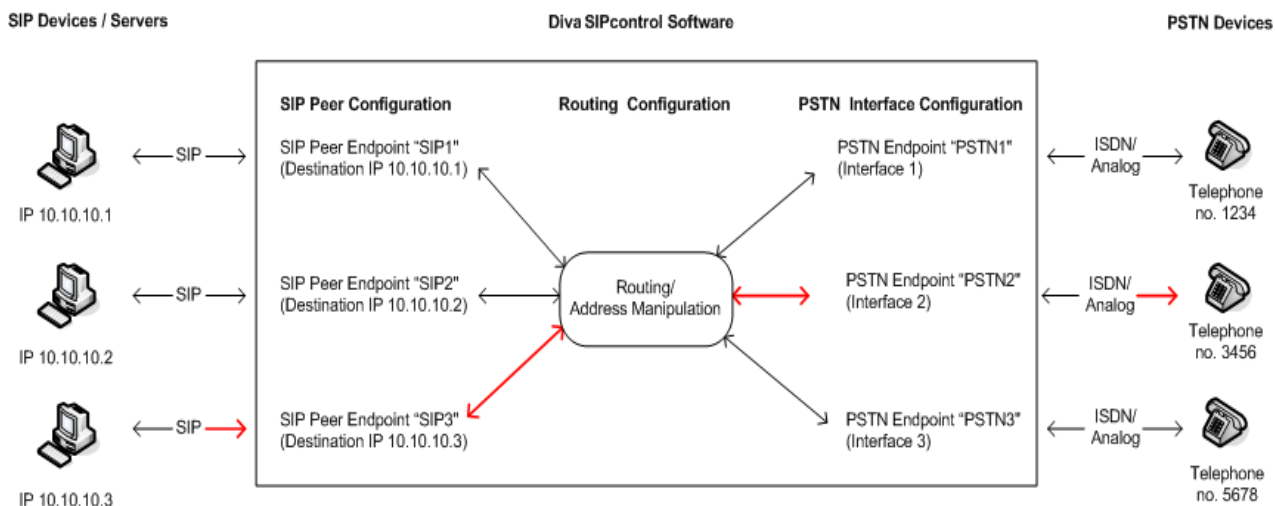 SIP Devices / Servers
Diva SIPcontrol Software
PSTN Devices
SIP Peer Configuration
Routing Configuration
PSTN Interface Configuration
SIP Peer Endpoint "SIP1"
(Destination IP 10.10.10.1)
PSTN Endpoint "PSTN1"
(Interface 1)
SIP
ISDN/
Analog
IP 10.10.10.1
Telephone
no. 1234
SIP Peer Endpoint "SIP2"
(Destination IP 10.10.10.2)
Routing/
Address Manipulation
PSTN Endpoint "PSTN2"
(Interface 2)
SIP
ISDN/
Analog
IP 10.10.10.2
Telephone
no. 3456
SIP Peer Endpoint "SIP3"
(Destination IP 10.10.10.3)
PSTN Endpoint "PSTN3"
(Interface 3)
SIP
ISDN/
Analog
IP 10.10.10.3
Telephone
no. 5678